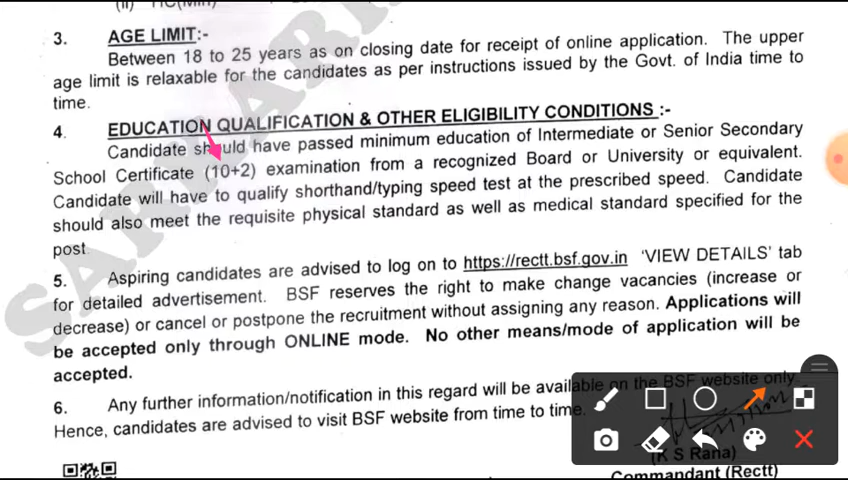 (ii) HC(Min)
3. AGE LIMIT:-
Between 18 to 25 years as on closing date for receipt of online application. The upper
age limit is relaxable for the candidates as per instructions issued by the Govt. of India time to
time.
4. EDUCATION QUALIFICATION & OTHER ELIGIBILITY CONDITIONS :-
Candidate should have passed minimum education of Intermediate or Senior Secondary
School Certificate (10+2) examination from a recognized Board or University or equivalent.
Candidate will have to qualify shorthand/typing speed test at the prescribed speed. Candidate
should also meet the requisite physical standard as well as medical standard specified for the
post
5. Aspiring candidates are advised to log on to https://rectt.bsf.gov.in 'VIEW DETAILS' tab
for detailed advertisement. BSF reserves the right to make change vacancies (increase or
decrease) or cancel or postpone the recruitment without assigning any reason. Applications will
be accepted only through ONLINE mode. No other means/mode of application will be
accepted.
6. Any further information/notification in this regard will be available on the BSF website only
Hence, candidates are advised to visit BSF website from time to time.
(K S Rana)
Commandant (Rectt)